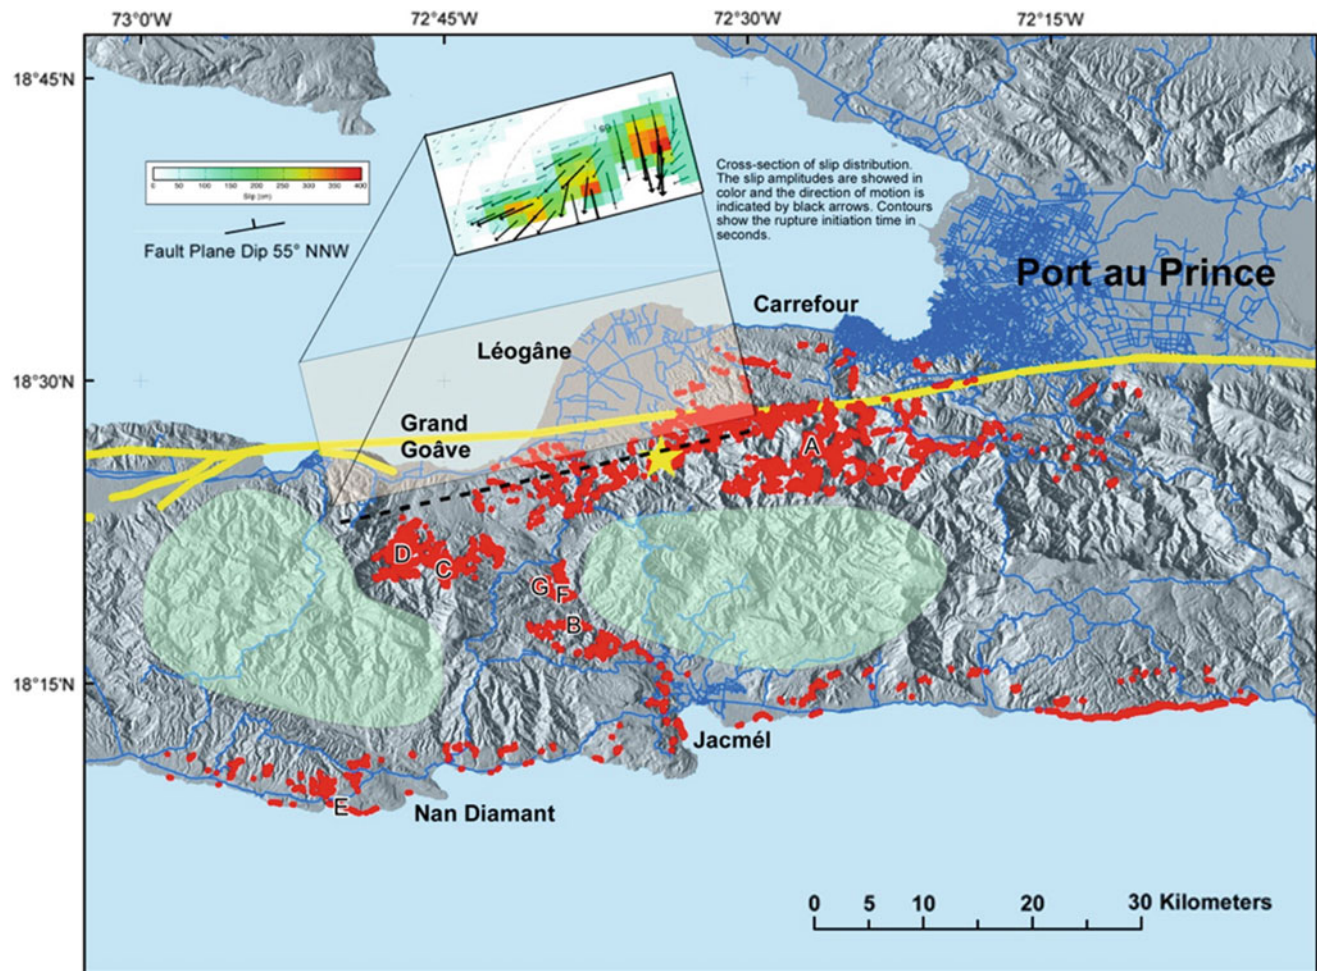 73°0'W 72°45'W 72°30'W 72°15'W
18°45'N
0 50 100 150 200 250 300 350 400
Slip (cm)
Fault Plane Dip 55° NNW
Cross-section of slip distribution.
The slip amplitudes are showed in
color and the direction of motion is
indicated by black arrows. Contours
show the rupture initiation time in
seconds.
Port au Prince
Carrefour
Léogâne
18°30'N
Grand
Goâve
A
D
C
G
F
B
18°15'N
Jacmél
E
Nan Diamant
0 5 10 20 30 Kilometers